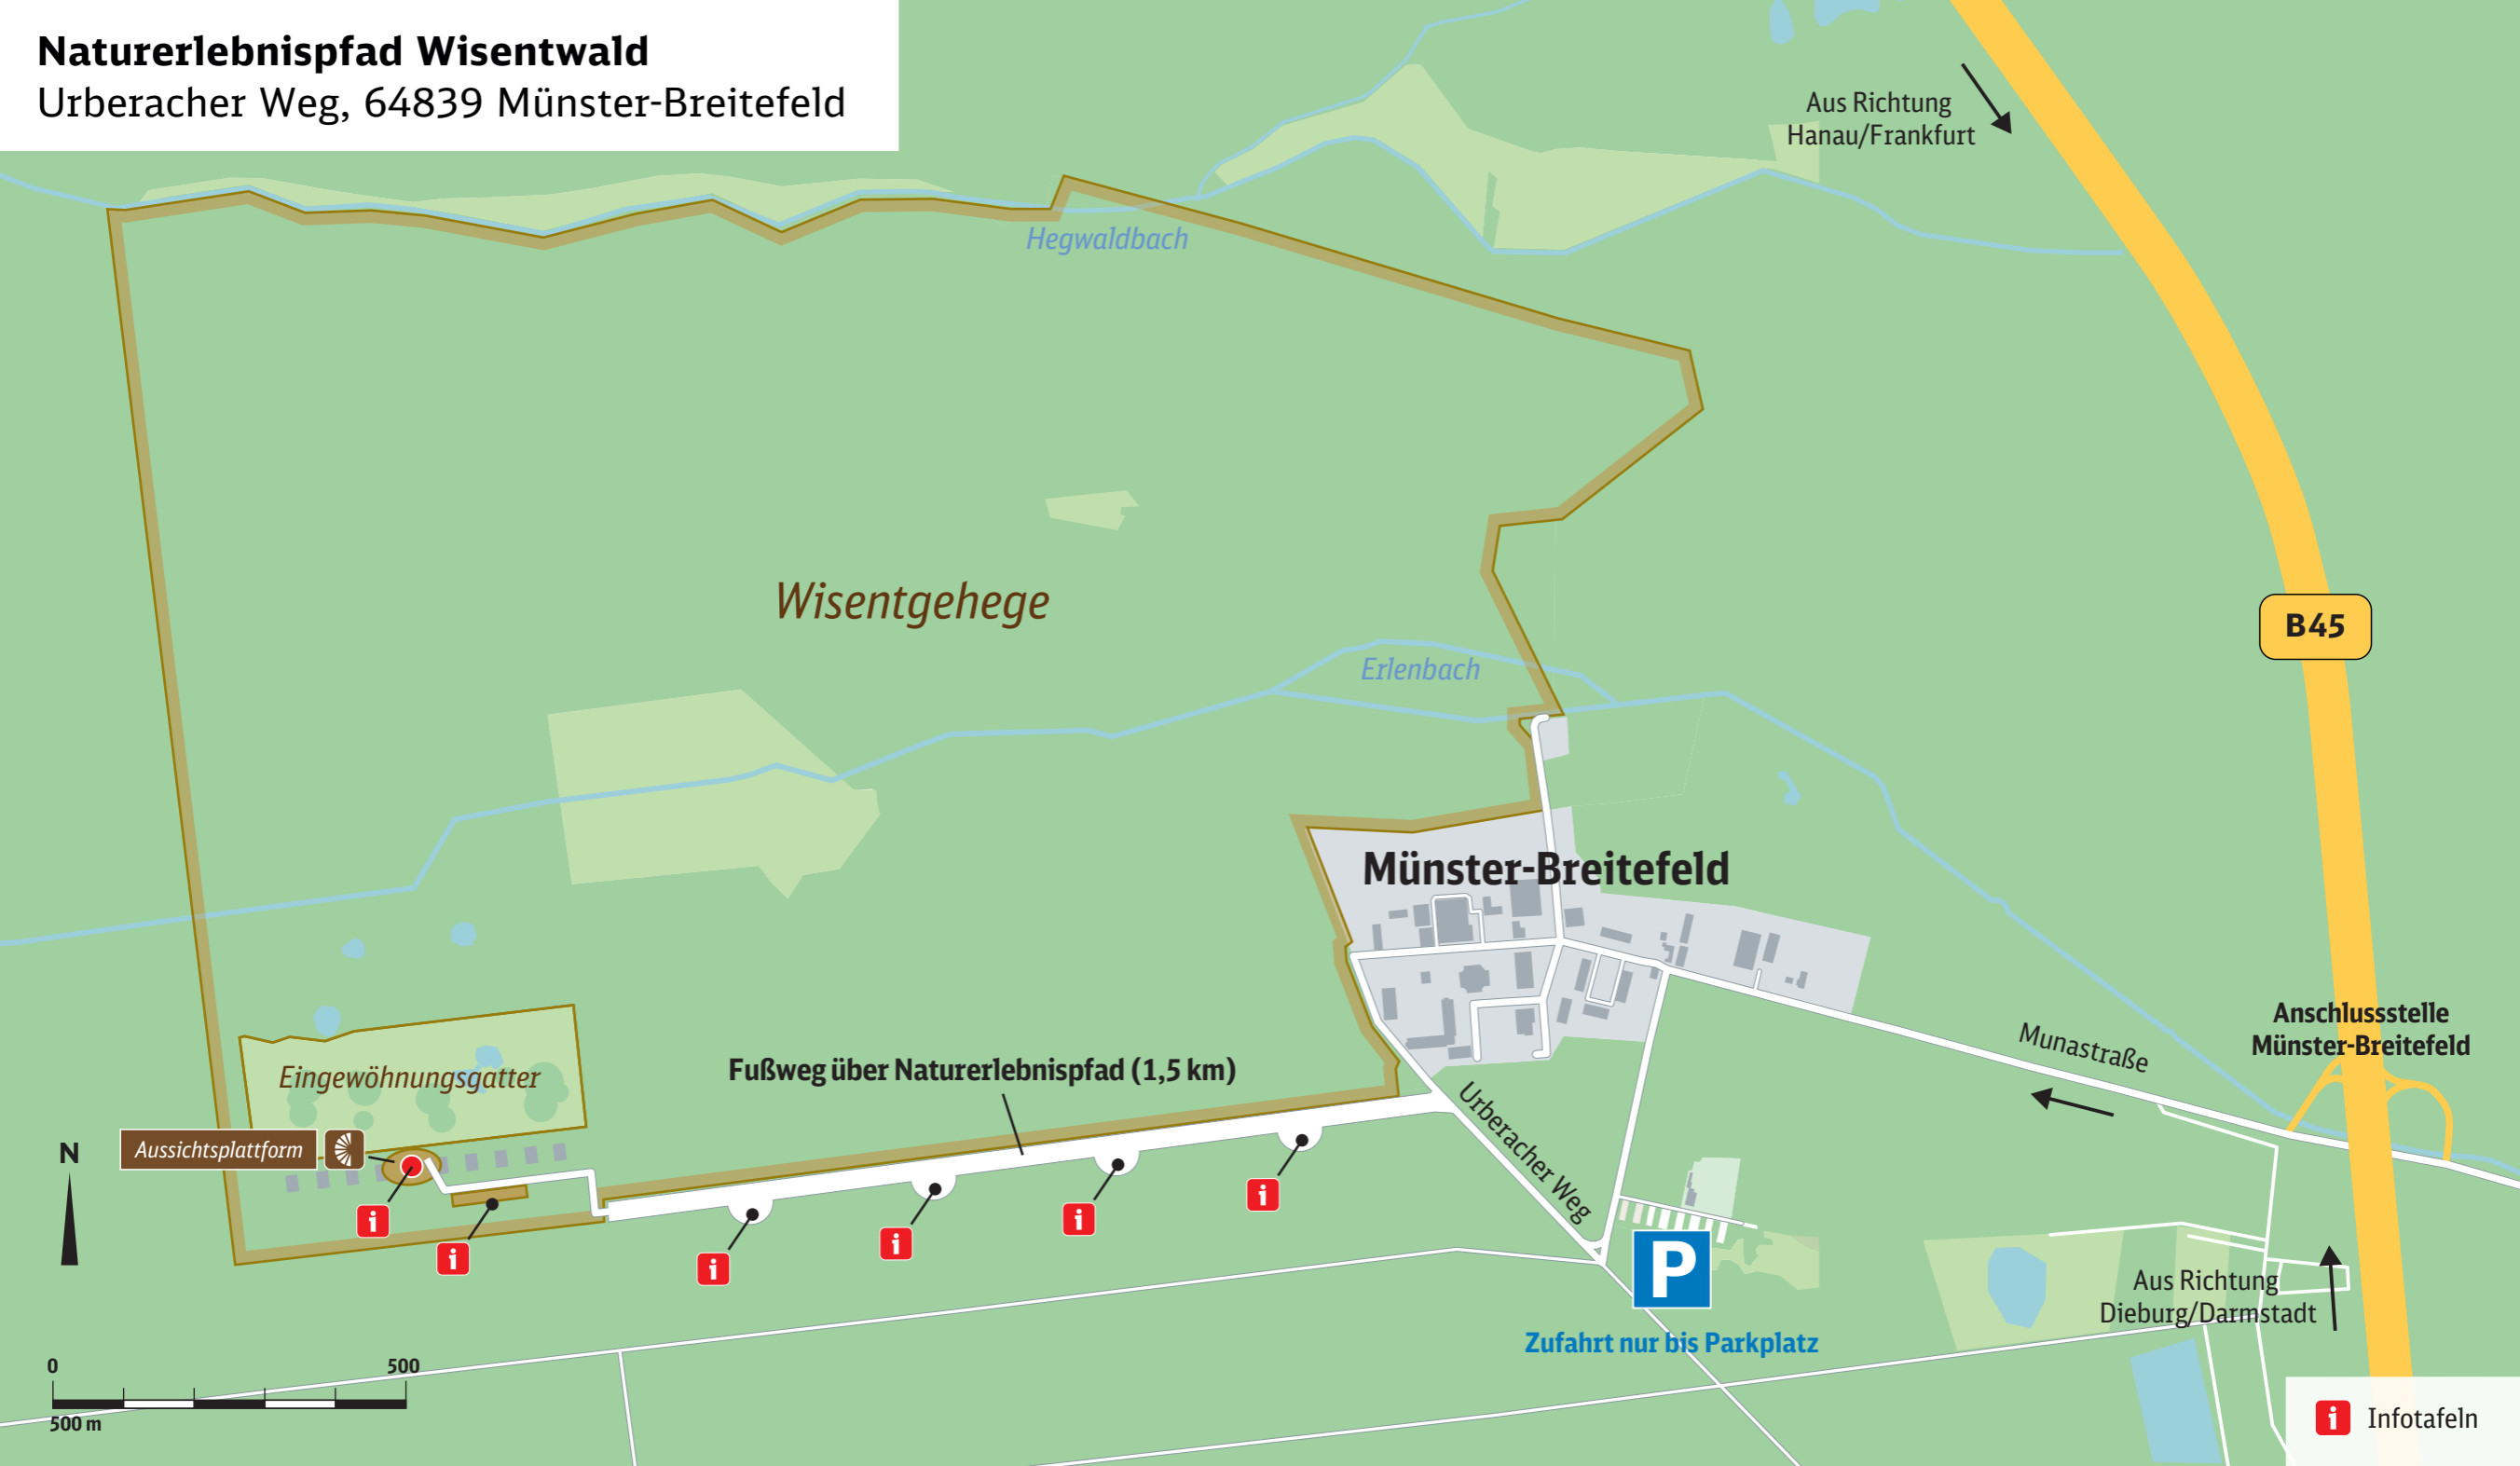 Naturerlebnispfad Wisentwald
Urberacher Weg, 64839 Münster-Breitefeld
Aus Richtung
Hanau/Frankfurt
Hegwaldbach
Wisentgehege
B45
Erlenbach
Münster-Breitefeld
Anschlussstelle
Münster-Breitefeld
Munastraße
Fußweg über Naturerlebnispfad (1,5 km)
Eingewöhnungsgatter
Urberacher Weg
N
Aussichtsplattform
i
i
i
i
i
i
P
Zufahrt nur bis Parkplatz
Aus Richtung
Dieburg/Darmstadt
0 500
500 m
i Infotafeln